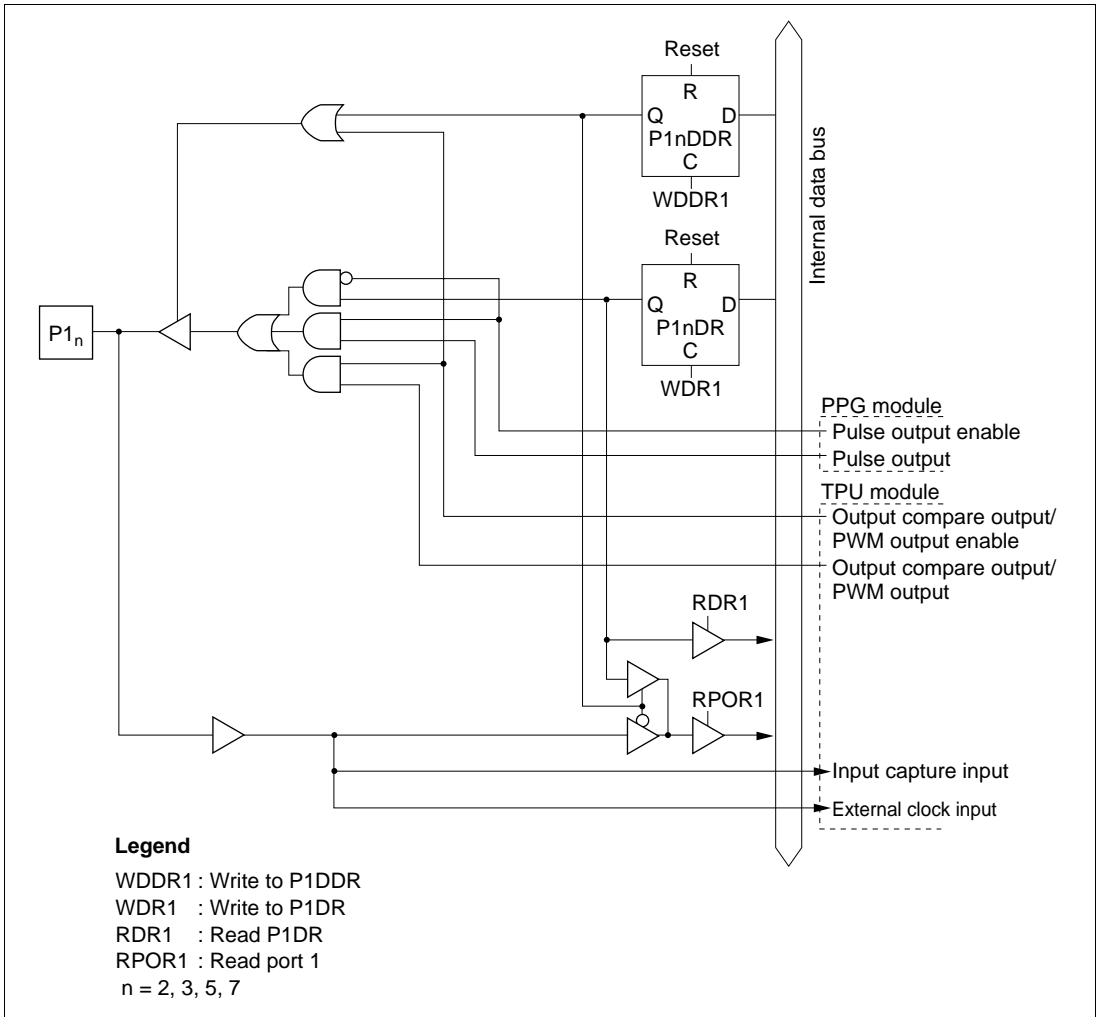 Reset
R
Q D
P1nDDR
C
WDDR1
Internal data bus
Reset
R
Q D
P1nDR
C
WDR1
P1n
PPG module
Pulse output enable
Pulse output
TPU module
Output compare output/
PWM output enable
Output compare output/
PWM output
RDR1
RPOR1
Input capture input
External clock input
Legend
WDDR1 : Write to P1DDR
WDR1 : Write to P1DR
RDR1 : Read P1DR
RPOR1 : Read port 1
n = 2, 3, 5, 7